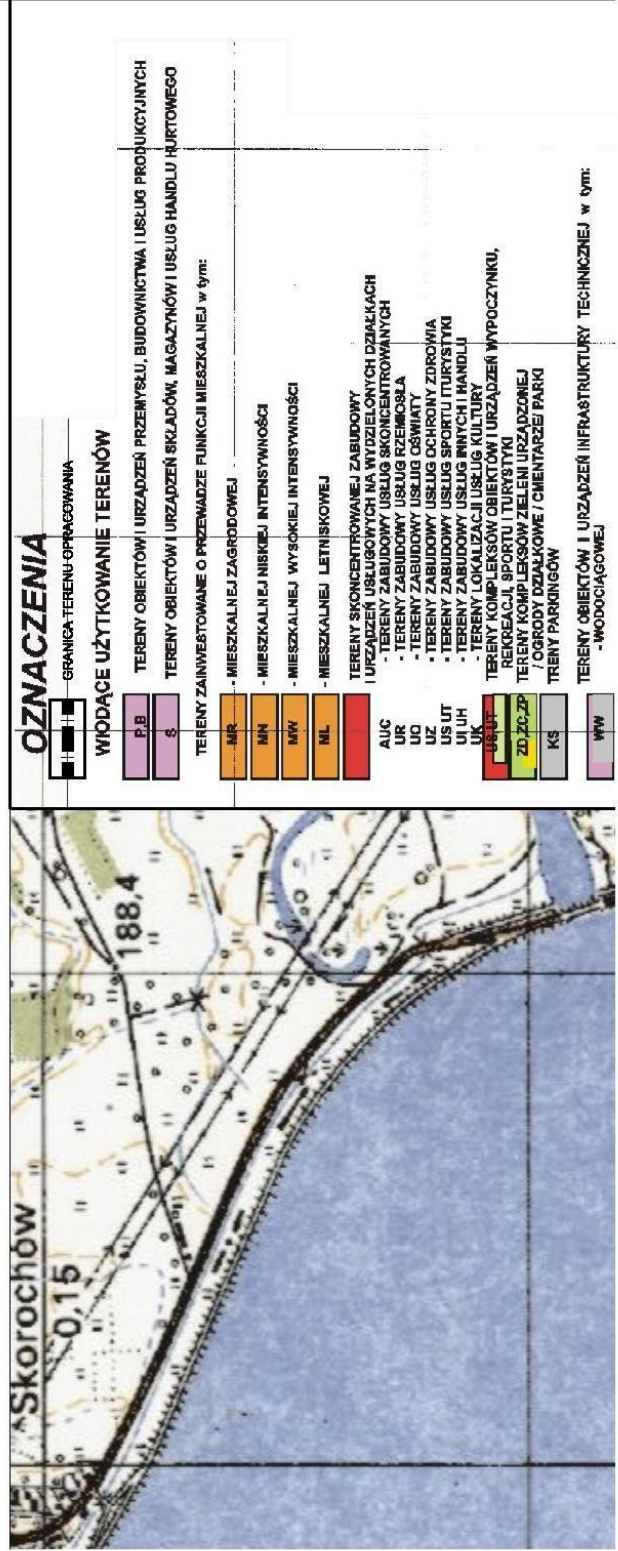 Skorochów
0,15
188,4
OZNACZENIA
GRANICA TERENU OPRACOWANIA
WIODĄCE UŻYTKOWANIE TERENÓW
P,B TERENY OBIEKTÓW I URZĄDZEŃ PRZEMYSŁU, BUDOWNICTWA I USŁUG PRODUKCYJNYCH
S TERENY OBIEKTÓW I URZĄDZEŃ SKŁADÓW, MAGAZYNÓW I USŁUG HANDLU HURTOWEGO
TERENY ZAINWESTOWANE O PRZEWADZE FUNKCJI MIESZKALNEJ w tym:
MR - MIESZKALNEJ ZAGRODOWEJ
MN - MIESZKALNEJ NISKIEJ INTENSYWNOŚCI
MW - MIESZKALNEJ WYSOKIEJ INTENSYWNOŚCI
ML - MIESZKALNEJ LETNISKOWEJ
TERENY SKONCENTROWANEJ ZABUDOWY
I URZĄDZEŃ USŁUGOWYCH NA WYDZIELONYCH DZIAŁKACH
AUC - TERENY ZABUDOWY USŁUG SKONCENTROWANYCH
UR - TERENY ZABUDOWY USŁUG RZEMIOSŁA
UO - TERENY ZABUDOWY USŁUG OŚWIATY
UZ - TERENY ZABUDOWY USŁUG OCHRONY ZDROWIA
US UT - TERENY ZABUDOWY USŁUG SPORTU I TURYSTYKI
UI UH - TERENY ZABUDOWY USŁUG INNYCH I HANDLU
UK - TERENY LOKALIZACJI USŁUG KULTURY
US,UT TERENY KOMPLEKSÓW OBIEKTÓW I URZĄDZEŃ WYPOCZYNKU,
REKREACJI, SPORTU I TURYSTYKI
ZD,ZC,ZP TERENY KOMPLEKSÓW ZIELENI URZĄDZONEJ
/ OGRODY DZIAŁKOWE / CMENTARZE/ PARKI
KS TRENY PARKINGÓW
TERENY OBIEKTÓW I URZĄDZEŃ INFRASTRUKTURY TECHNICZNEJ w tym:
WW - WODOCIĄGOWEJ